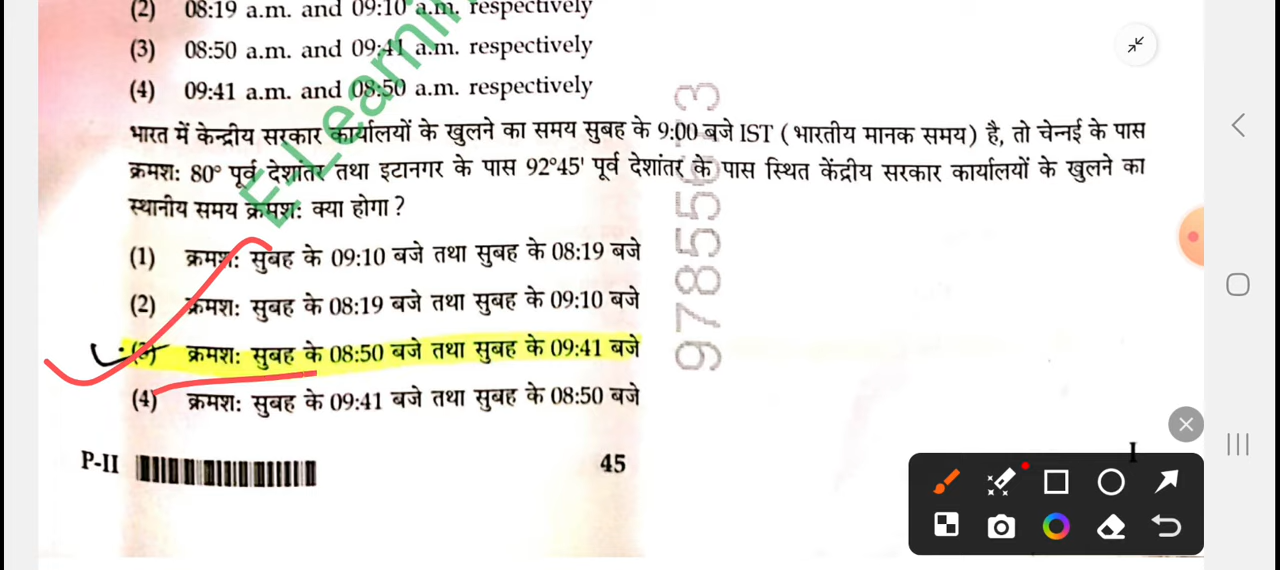 (2) 08:19 a.m. and 09:10 a.m. respectively
(3) 08:50 a.m. and 09:41 a.m. respectively
(4) 09:41 a.m. and 08:50 a.m. respectively
भारत में केन्द्रीय सरकार कार्यालयों के खुलने का समय सुबह के 9:00 बजे IST ( भारतीय मानक समय ) है, तो चेन्नई के पास
क्रमश: 80° पूर्व देशांतर तथा इटानगर के पास 92°45' पूर्व देशांतर के पास स्थित केंद्रीय सरकार कार्यालयों के खुलने का
स्थानीय समय क्रमश: क्या होगा ?
(1) क्रमश: सुबह के 09:10 बजे तथा सुबह के 08:19 बजे
(2) क्रमश: सुबह के 08:19 बजे तथा सुबह के 09:10 बजे
(3) क्रमश: सुबह के 08:50 बजे तथा सुबह के 09:41 बजे
(4) क्रमश: सुबह के 09:41 बजे तथा सुबह के 08:50 बजे
P-II
45
I